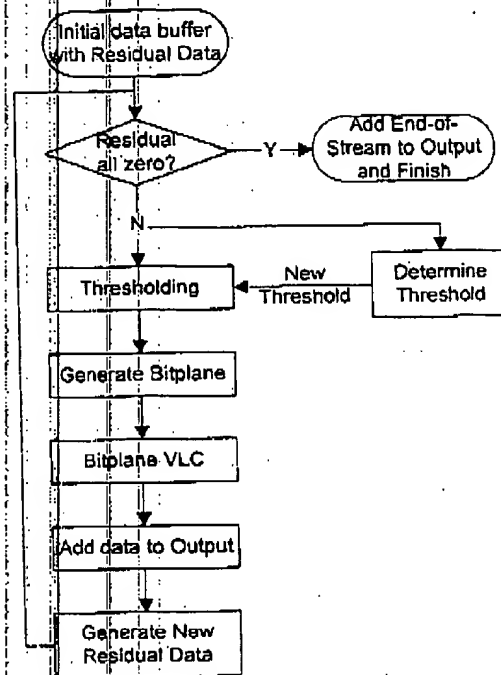 Initial data buffer
with Residual Data
Residual
all zero?
Y
Add End-of-
Stream to Output
and Finish
N
Thresholding
New
Threshold
Determine
Threshold
Generate Bitplane
Bitplane VLC
Add data to Output
Generate New
Residual Data